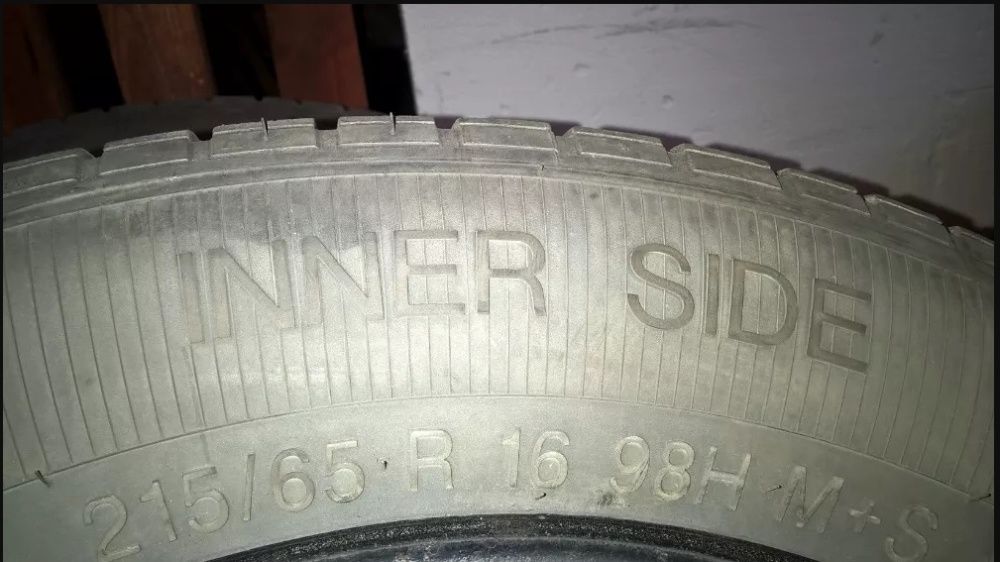 INNER SIDE
215/65 R 16 98H M+S